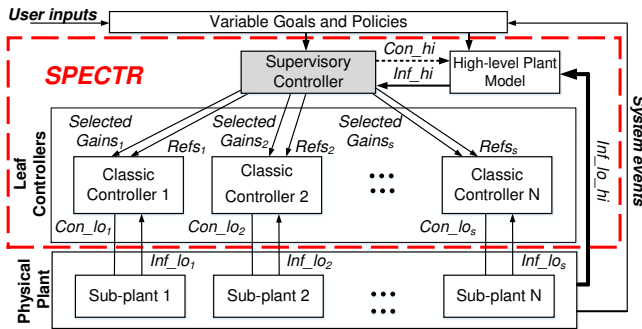 User inputs
Variable Goals and Policies
SPECTR
Supervisory
Controller
Con_hi
Inf_hi
High-level Plant
Model
Selected
Gains1
Refs1
Selected
Gains2
Refs2
Selected
Gainss
Refss
Leaf
Controllers
Classic
Controller 1
Classic
Controller 2
Classic
Controller N
Con_lo1
Inf_lo1
Con_lo2
Inf_lo2
Con_los
Inf_los
Inf_lo_hi
System events
Physical
Plant
Sub-plant 1
Sub-plant 2
Sub-plant N